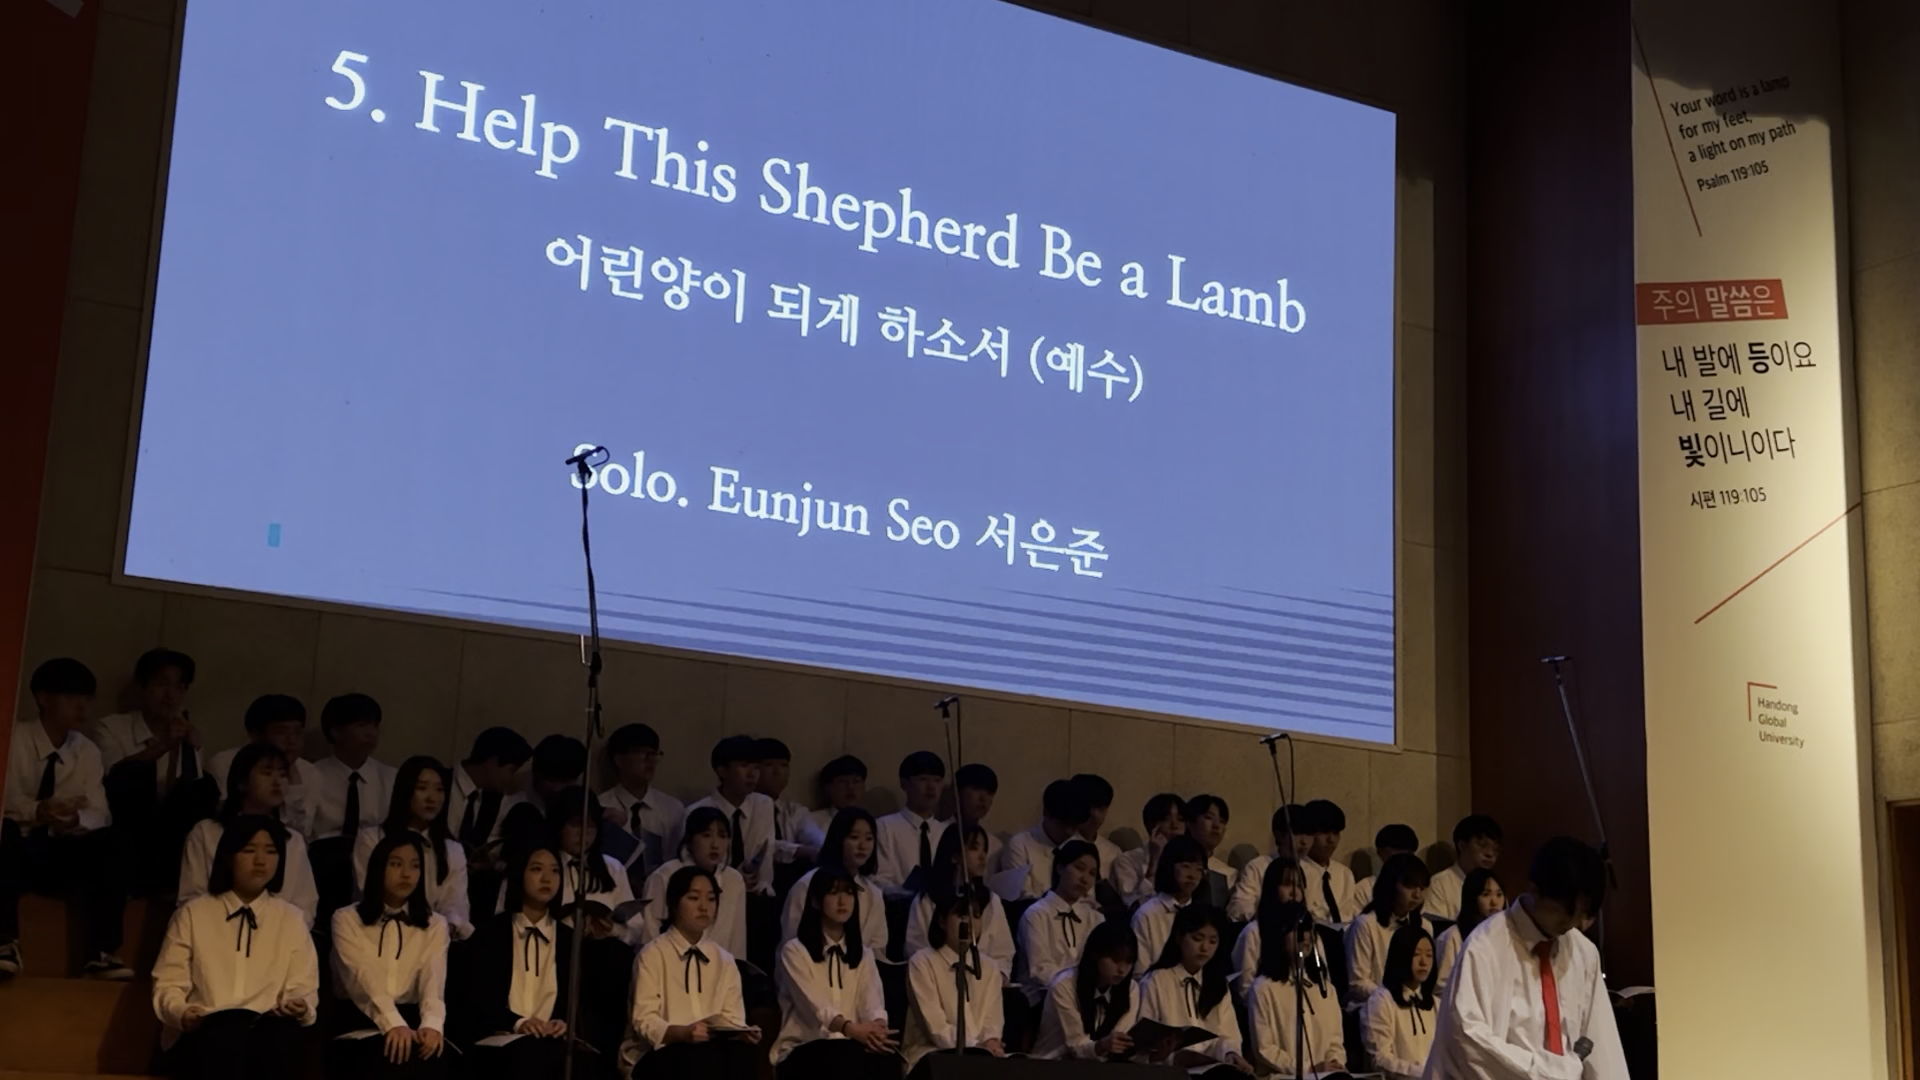 5. Help This Shepherd Be a Lamb
어린양이 되게 하소서 (예수)
Solo. Eunjun Seo 서은준
Your word is a lamp
for my feet,
a light on my path
Psalm 119:105
주의 말씀은
내 발에 등이요
내 길에
빛이니이다
시편 119:105
Handong
Global
University